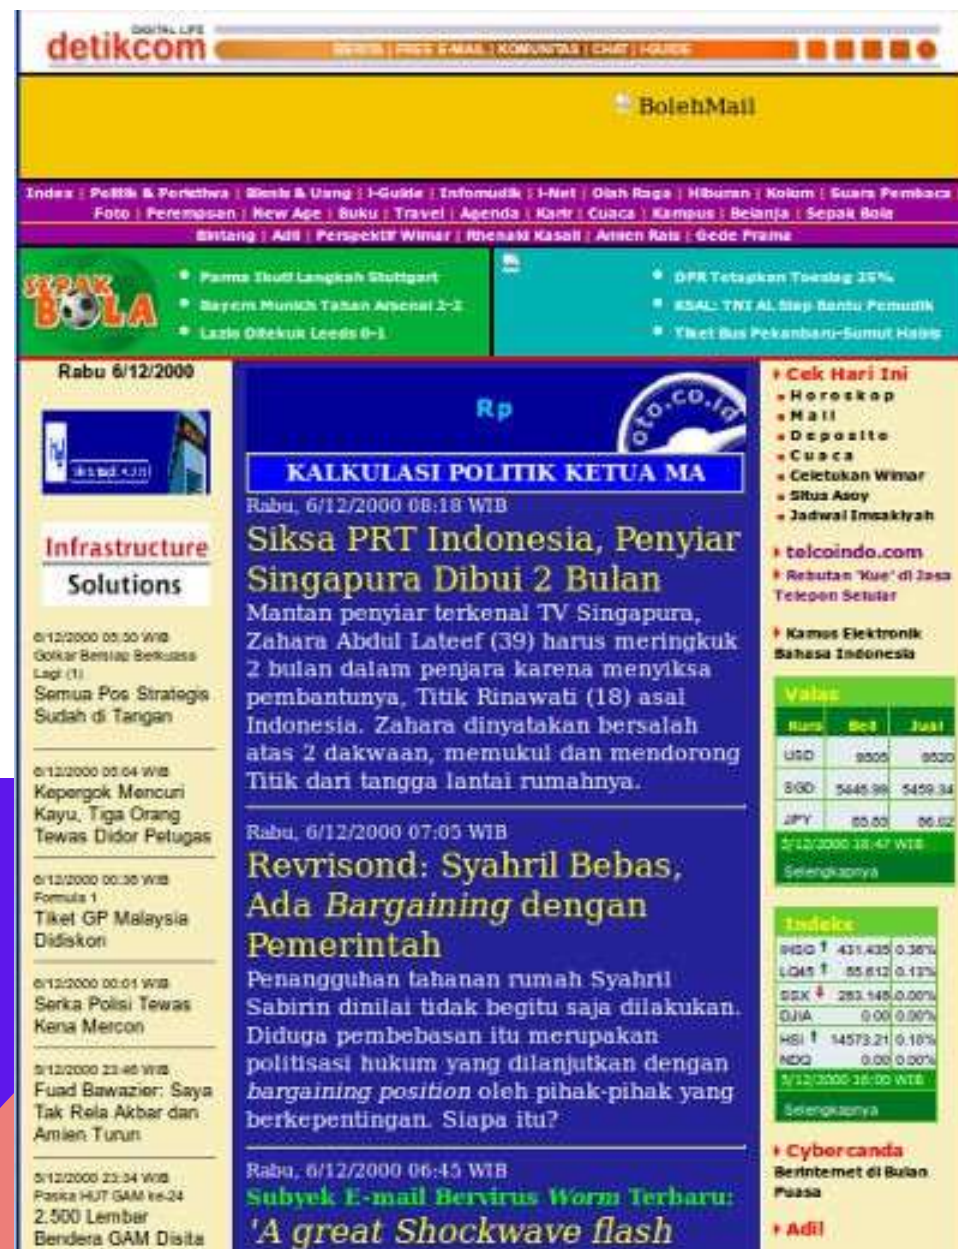 DIGITAL LIFE
detikcom
BERITA | FREE E-MAIL | KOMUNITAS | CHAT | I-GUIDE
BolehMail
Index | Politik & Peristiwa | Bisnis & Uang | I-Guide | Infomudik | I-Net | Olah Raga | Hiburan | Kolom | Suara Pembaca
Foto | Perempuan | New Age | Buku | Travel | Agenda | Karir | Cuaca | Kampus | Belanja | Sepak Bola
Bintang | Adil | Perspektif Wimar | Rhenald Kasali | Amien Rais | Gede Prama
SEPAK
BOLA
Parma Ikuti Langkah Stuttgart
Bayern Munich Tahan Arsenal 2-2
Lazio Ditekuk Leeds 0-1
DPR Tetapkan Toeslag 25%
KSAL: TNI AL Siap Bantu Pemudik
Tiket Bus Pekanbaru-Sumut Habis
Rabu 6/12/2000
Infrastructure
Solutions
6/12/2000 05:30 WIB
Golkar Bersiap Berkuasa
Lagi (1)
Semua Pos Strategis
Sudah di Tangan
6/12/2000 05:04 WIB
Kepergok Mencuri
Kayu, Tiga Orang
Tewas Didor Petugas
6/12/2000 00:36 WIB
Formula 1
Tiket GP Malaysia
Didiskon
6/12/2000 00:01 WIB
Serka Polisi Tewas
Kena Mercon
5/12/2000 23:46 WIB
Fuad Bawazier: Saya
Tak Rela Akbar dan
Amien Turun
5/12/2000 23:34 WIB
Paska HUT GAM ke-24
2.500 Lembar
Bendera GAM Disita
Rp
oto.co.id
KALKULASI POLITIK KETUA MA
Rabu, 6/12/2000 08:18 WIB
Siksa PRT Indonesia, Penyiar
Singapura Dibui 2 Bulan
Mantan penyiar terkenal TV Singapura,
Zahara Abdul Lateef (39) harus meringkuk
2 bulan dalam penjara karena menyiksa
pembantunya, Titik Rinawati (18) asal
Indonesia. Zahara dinyatakan bersalah
atas 2 dakwaan, memukul dan mendorong
Titik dari tangga lantai rumahnya.
Rabu, 6/12/2000 07:05 WIB
Revrisond: Syahril Bebas,
Ada Bargaining dengan
Pemerintah
Penangguhan tahanan rumah Syahril
Sabirin dinilai tidak begitu saja dilakukan.
Diduga pembebasan itu merupakan
politisasi hukum yang dilanjutkan dengan
bargaining position oleh pihak-pihak yang
berkepentingan. Siapa itu?
Rabu, 6/12/2000 06:45 WIB
Subyek E-mail Bervirus Worm Terbaru:
'A great Shockwave flash
Cek Hari Ini
Horoskop
Mail
Deposito
Cuaca
Celetukan Wimar
Situs Asoy
Jadwal Imsakiyah
telcoindo.com
Rebutan 'Kue' di Jasa
Telepon Selular
Kamus Elektronik
Bahasa Indonesia
Valas
Kurs Beli Jual
USD 9505 9520
SGD 5446.99 5459.34
JPY 85.85 86.02
5/12/2000 18:47 WIB
Selengkapnya
Indeks
IHSG 431.435 0.36%
LQ45 85.612 0.13%
SSX 283.146 0.00%
DJIA 0.00 0.00%
HSI 14573.21 0.10%
NDQ 0.00 0.00%
5/12/2000 16:00 WIB
Selengkapnya
Cybercanda
Berinternet di Bulan
Puasa
Adil